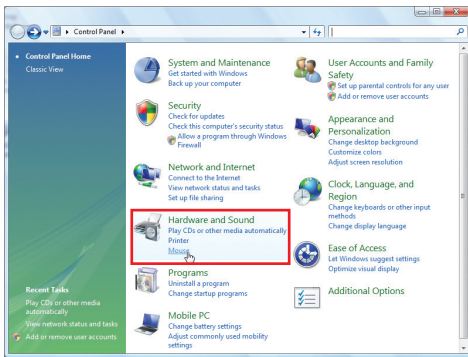 Control Panel
Control Panel Home
Classic View
System and Maintenance
Get started with Windows
Back up your computer
Security
Check for updates
Check this computer's security status
Allow a program through Windows
Firewall
Network and Internet
Connect to the Internet
View network status and tasks
Set up file sharing
Hardware and Sound
Play CDs or other media automatically
Printer
Mouse
Programs
Uninstall a program
Change startup programs
Mobile PC
Change battery settings
Adjust commonly used mobility
settings
User Accounts and Family
Safety
Set up parental controls for any user
Add or remove user accounts
Appearance and
Personalization
Change desktop background
Customize colors
Adjust screen resolution
Clock, Language, and
Region
Change keyboards or other input
methods
Change display language
Ease of Access
Let Windows suggest settings
Optimize visual display
Additional Options
Recent Tasks
Play CDs or other media
automatically
View network status and tasks
Add or remove user accounts